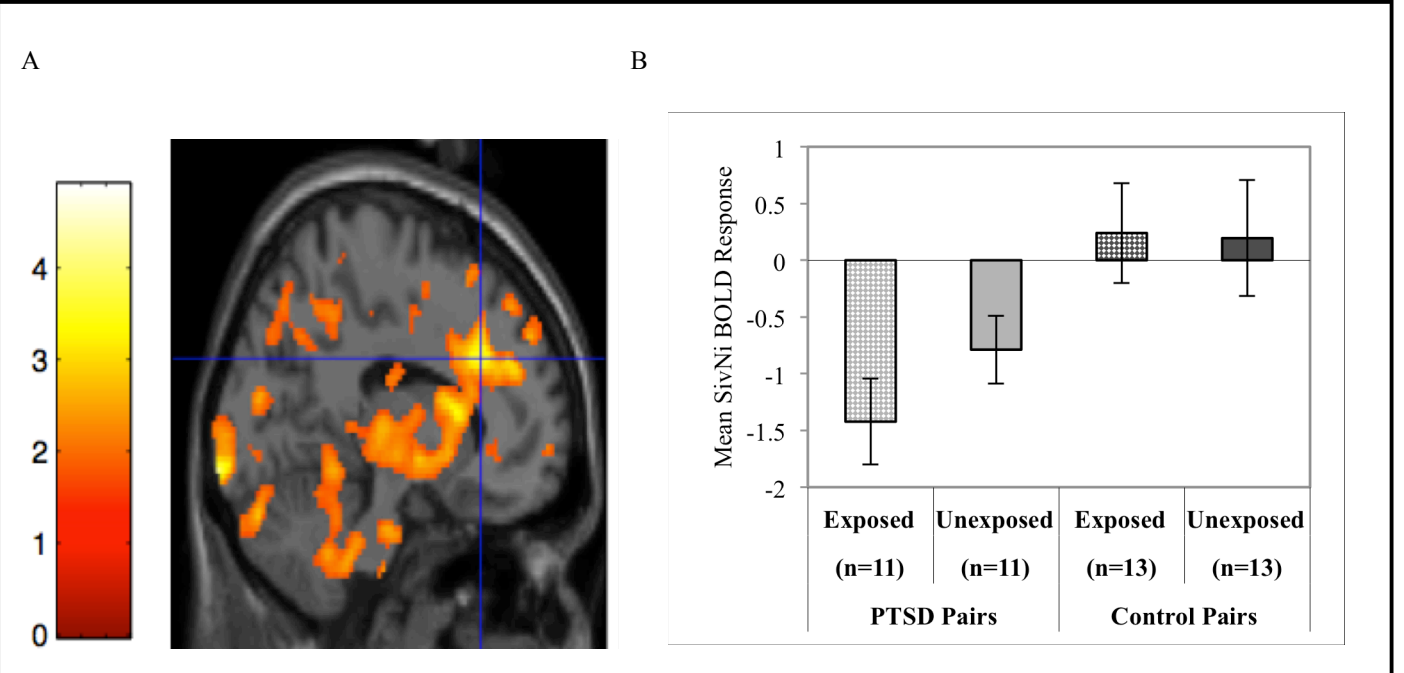 A
B
4
3
2
1
0
Mean SivNi BOLD Response
1
0.5
0
-0.5
-1
-1.5
-2
Exposed Unexposed Exposed Unexposed
(n=11) (n=11) (n=13) (n=13)
PTSD Pairs Control Pairs